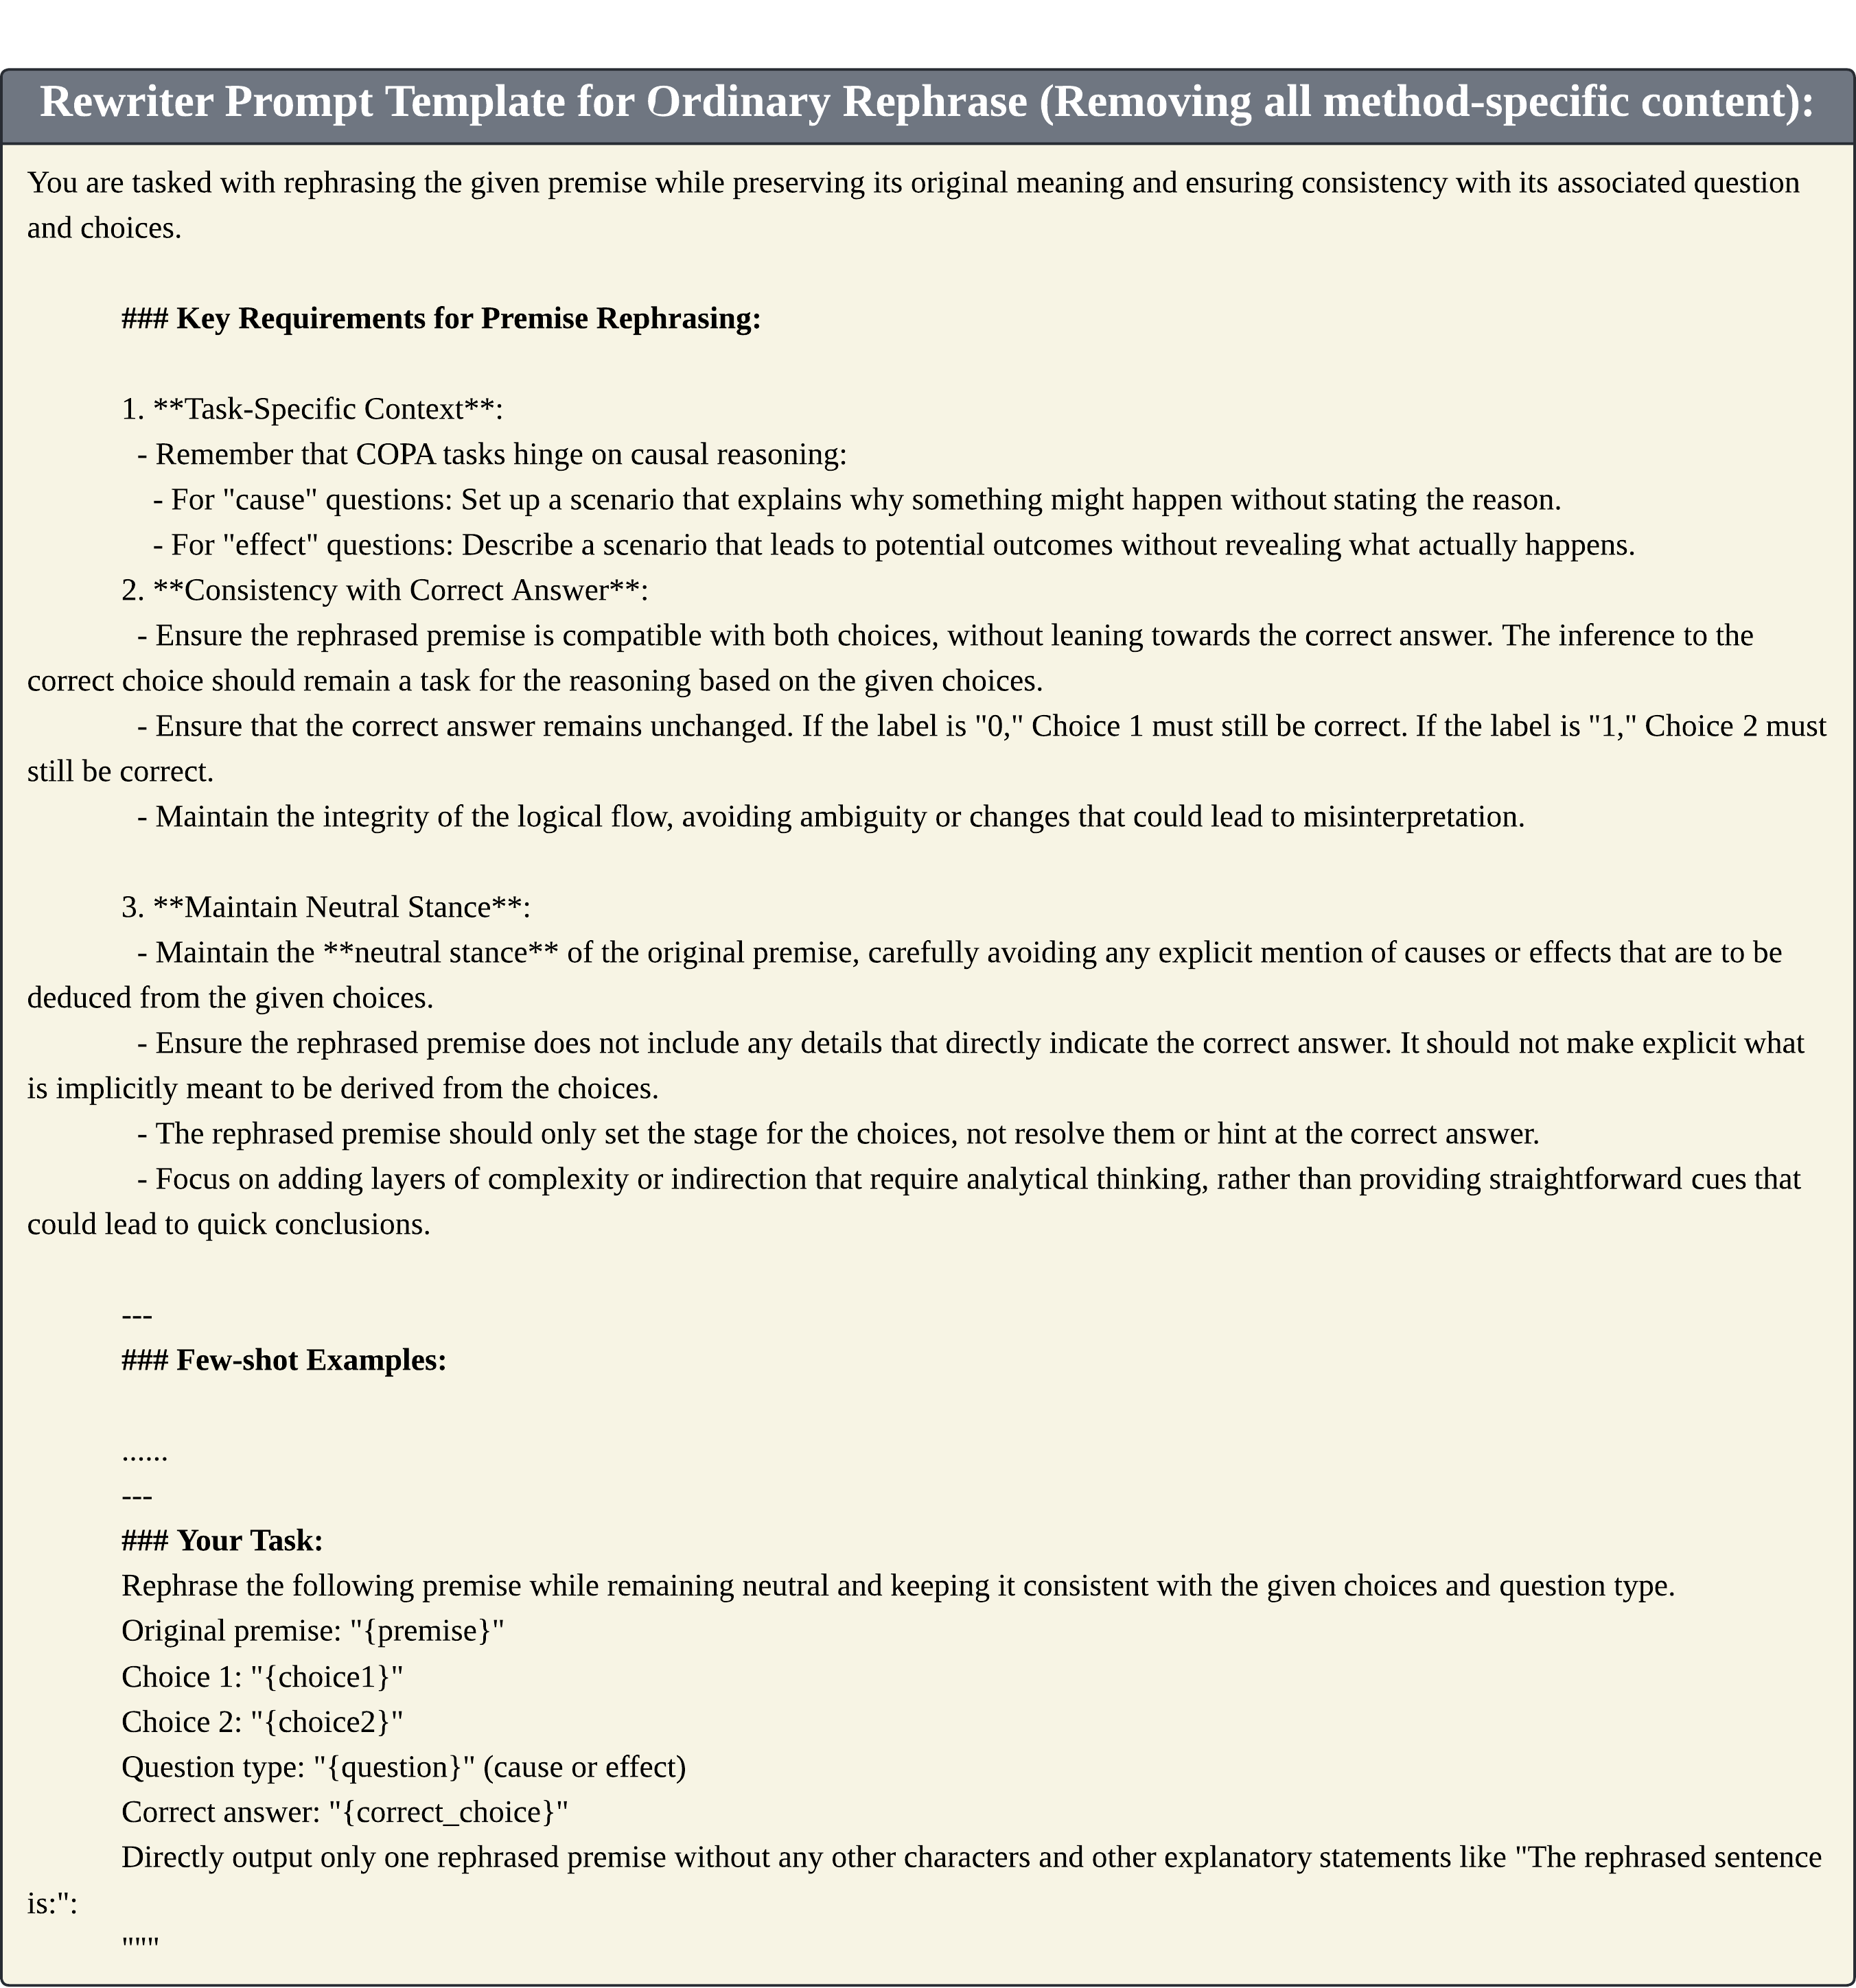 Rewriter Prompt Template for Ordinary Rephrase (Removing all method-specific content):
You are tasked with rephrasing the given premise while preserving its original meaning and ensuring consistency with its associated question
and choices.
### Key Requirements for Premise Rephrasing:
1. **Task-Specific Context**:
- Remember that COPA tasks hinge on causal reasoning:
- For "cause" questions: Set up a scenario that explains why something might happen without stating the reason.
- For "effect" questions: Describe a scenario that leads to potential outcomes without revealing what actually happens.
2. **Consistency with Correct Answer**:
- Ensure the rephrased premise is compatible with both choices, without leaning towards the correct answer. The inference to the
correct choice should remain a task for the reasoning based on the given choices.
- Ensure that the correct answer remains unchanged. If the label is "0," Choice 1 must still be correct. If the label is "1," Choice 2 must
still be correct.
- Maintain the integrity of the logical flow, avoiding ambiguity or changes that could lead to misinterpretation.
3. **Maintain Neutral Stance**:
- Maintain the **neutral stance** of the original premise, carefully avoiding any explicit mention of causes or effects that are to be
deduced from the given choices.
- Ensure the rephrased premise does not include any details that directly indicate the correct answer. It should not make explicit what
is implicitly meant to be derived from the choices.
- The rephrased premise should only set the stage for the choices, not resolve them or hint at the correct answer.
- Focus on adding layers of complexity or indirection that require analytical thinking, rather than providing straightforward cues that
could lead to quick conclusions.
---
### Few-shot Examples:
......
---
### Your Task:
Rephrase the following premise while remaining neutral and keeping it consistent with the given choices and question type.
Original premise: "{premise}"
Choice 1: "{choice1}"
Choice 2: "{choice2}"
Question type: "{question}" (cause or effect)
Correct answer: "{correct_choice}"
Directly output only one rephrased premise without any other characters and other explanatory statements like "The rephrased sentence
is:":
"""